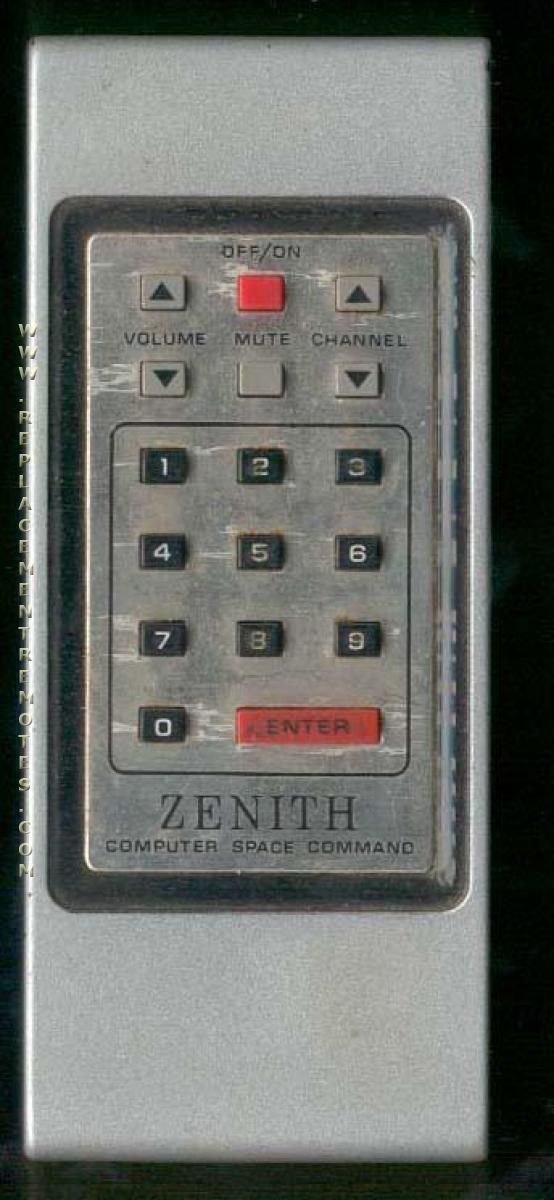 OFF/ON
VOLUME MUTE CHANNEL
1 2 3
4 5 6
7 8 9
0 ENTER
ZENITH
COMPUTER SPACE COMMAND
WWW.REPLACEMENTREMOTES.COM